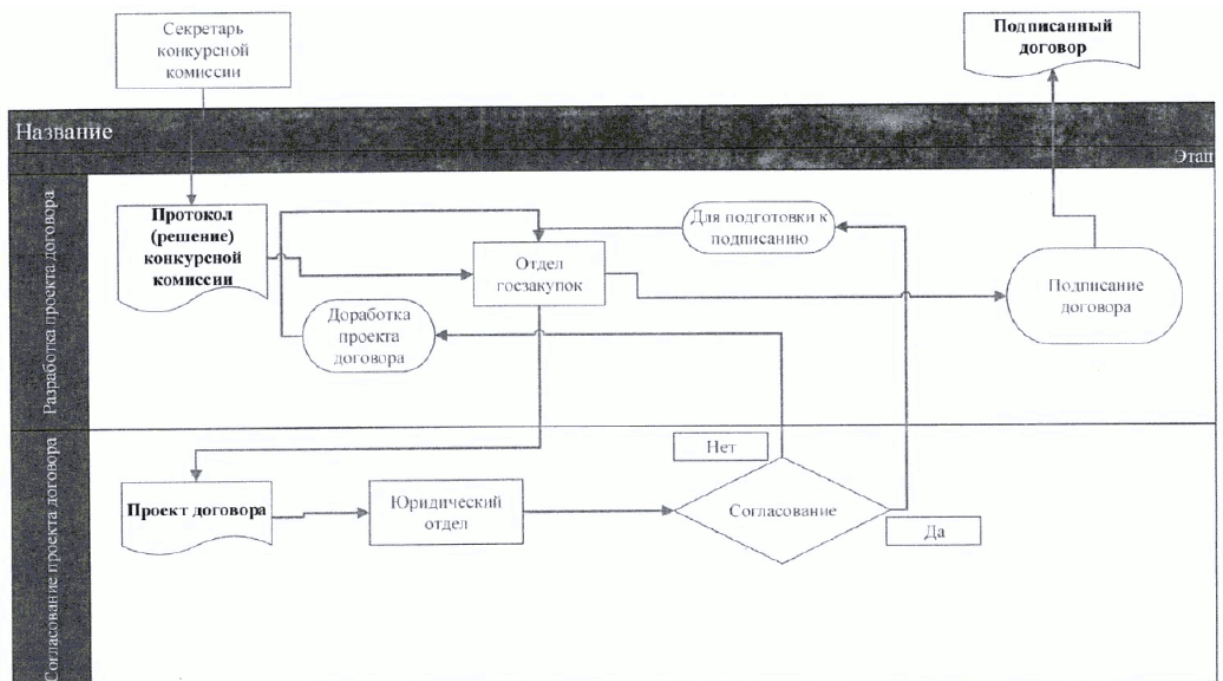 Секретарь
конкурсной
комиссии
Подписанный
договор
Название
Этап
Разработка проекта договора
Протокол
(решение)
конкурсной
комиссии
Отдел
госзакупок
Для подготовки к
подписанию
Подписание
договора
Доработка
проекта
договора
Согласование проекта договора
Проект договора
Юридический
отдел
Нет
Согласование
Да